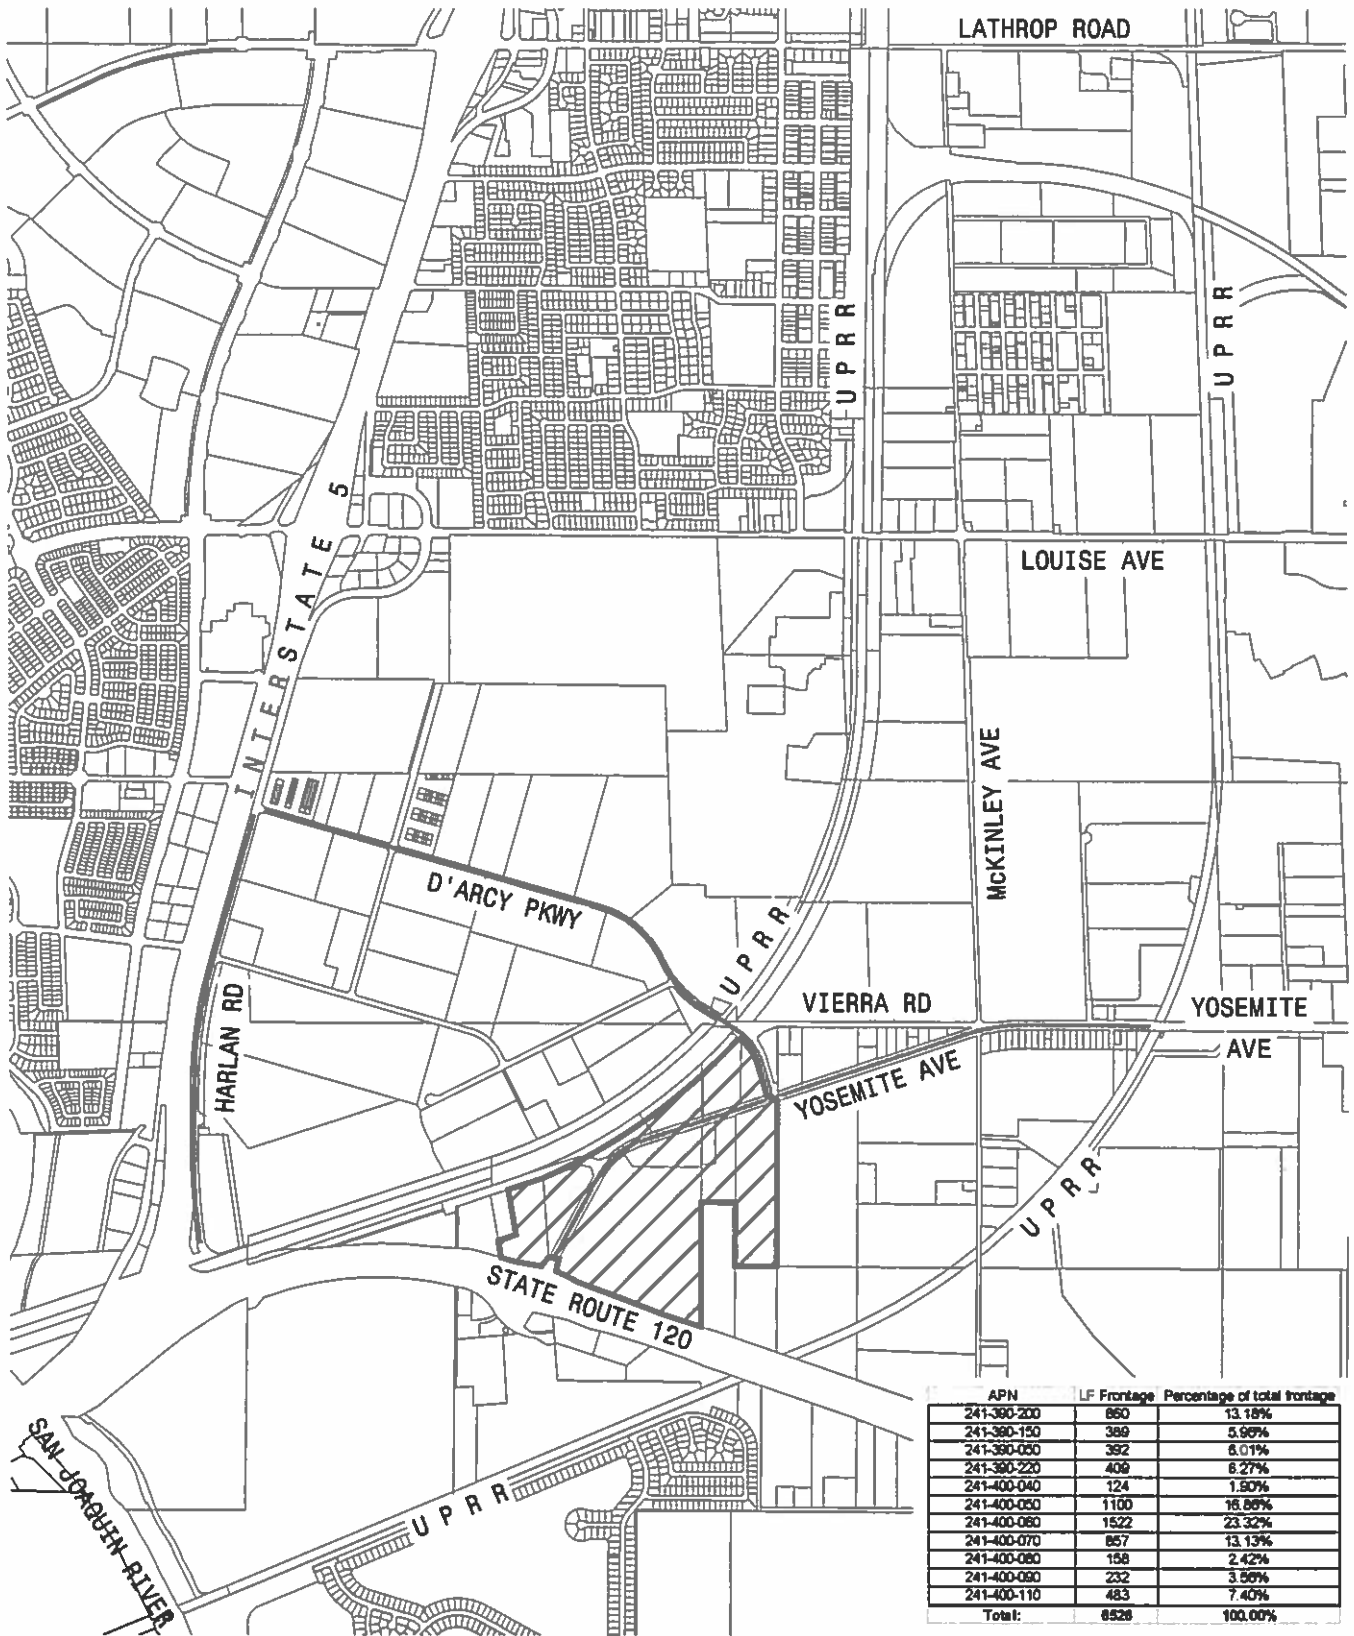 LATHROP ROAD
UPRR
UPRR
INTERSTATE 5
LOUISE AVE
MCKINLEY AVE
D'ARCY PKWY
UPRR
HARLAN RD
VIERRA RD
YOSEMITE
AVE
YOSEMITE AVE
UPRR
STATE ROUTE 120
SAN JOAQUIN RIVER
UPRR
APN LF Frontage Percentage of total frontage
241-390-200 860 13.18%
241-390-150 389 5.96%
241-390-050 392 6.01%
241-390-220 409 6.27%
241-400-040 124 1.90%
241-400-050 1100 16.86%
241-400-060 1522 23.32%
241-400-070 857 13.13%
241-400-080 158 2.42%
241-400-090 232 3.56%
241-400-110 483 7.40%
Total: 6526 100.00%